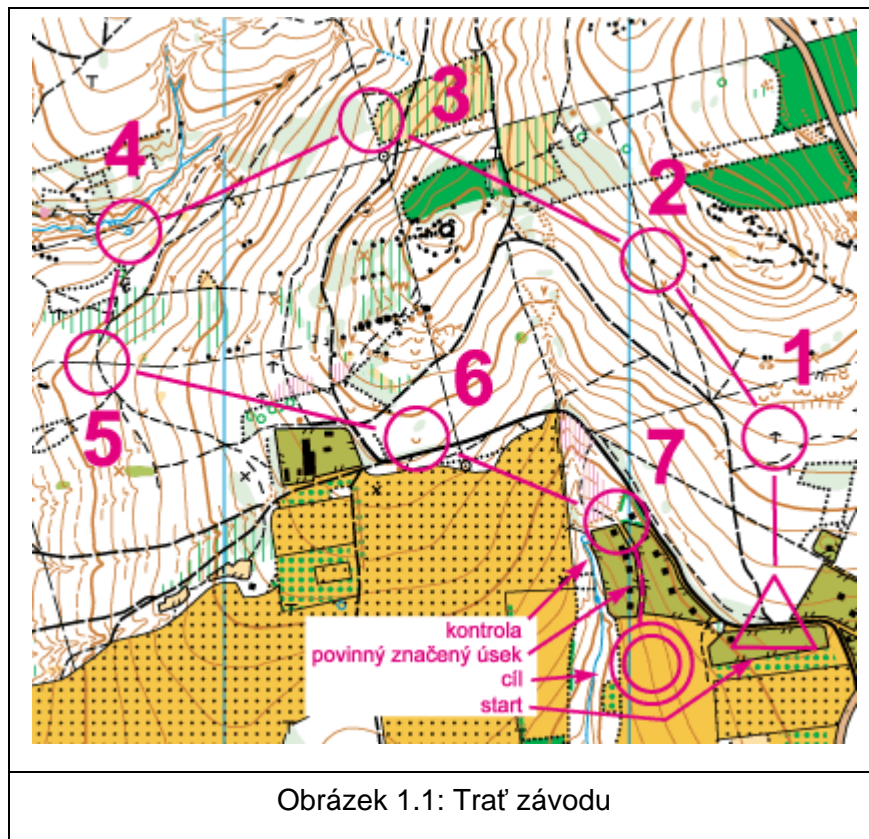 3
4
2
1
6
5
7
kontrola
povinný značený úsek
cíl
start
Obrázek 1.1: Trať závodu